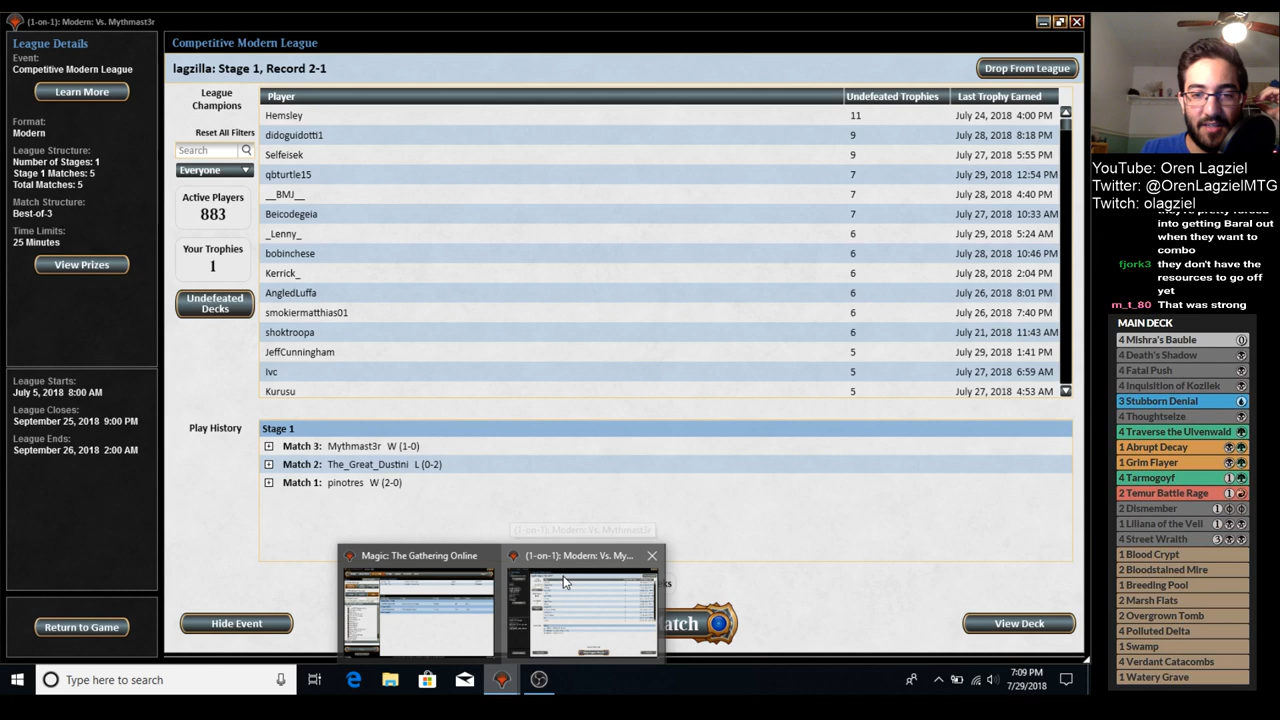 (1-on-1): Modern: Vs. Mythmast3r
League Details
Event:
Competitive Modern League
Learn More
Format:
Modern
League Structure:
Number of Stages: 1
Stage 1 Matches: 5
Total Matches: 5
Match Structure:
Best-of-3
Time Limits:
25 Minutes
View Prizes
League Starts:
July 5, 2018 8:00 AM
League Closes:
September 25, 2018 9:00 PM
League Ends:
September 26, 2018 2:00 AM
Return to Game
Competitive Modern League
lagzilla: Stage 1, Record 2-1
Drop From League
League Champions
Reset All Filters
Search
Everyone
Active Players
883
Your Trophies
1
Undefeated Decks
Player Undefeated Trophies Last Trophy Earned
Hemsley 11 July 24, 2018 4:00 PM
didoguidotti1 9 July 28, 2018 8:18 PM
Selfeisek 9 July 27, 2018 5:55 PM
qbturtle15 7 July 29, 2018 12:54 PM
__BMJ__ 7 July 28, 2018 4:40 PM
Beicodegeia 7 July 27, 2018 10:33 AM
_Lenny_ 6 July 29, 2018 5:24 AM
bobinchese 6 July 28, 2018 10:46 PM
Kerrick_ 6 July 28, 2018 2:04 PM
AngledLuffa 6 July 26, 2018 8:01 PM
smokiermatthias01 6 July 26, 2018 7:40 PM
shoktroopa 6 July 21, 2018 11:43 AM
JeffCunningham 5 July 29, 2018 1:41 PM
Ivc 5 July 27, 2018 6:59 AM
Kurusu 5 July 27, 2018 4:53 AM
Play History
Stage 1
Match 3: Mythmast3r W (1-0)
Match 2: The_Great_Dustini L (0-2)
Match 1: pinotres W (2-0)
(1-on-1): Modern: Vs. Mythmast3r
Magic: The Gathering Online
(1-on-1): Modern: Vs. My...
Hide Event
View Deck
Type here to search
7:09 PM
7/29/2018
YouTube: Oren Lagziel
Twitter: @OrenLagzielMTG
Twitch: olagziel
they're pretty forced
into getting Baral out
when they want to
combo
fjork3 they don't have the
resources to go off
yet
m_t_80 That was strong
MAIN DECK
4 Mishra's Bauble 0
4 Death's Shadow
4 Fatal Push
4 Inquisition of Kozilek
3 Stubborn Denial
4 Thoughtseize
4 Traverse the Ulvenwald
1 Abrupt Decay
1 Grim Flayer
4 Tarmogoyf 1
2 Temur Battle Rage 1
2 Dismember 1
1 Liliana of the Veil 1
4 Street Wraith 3
1 Blood Crypt
2 Bloodstained Mire
1 Breeding Pool
2 Marsh Flats
2 Overgrown Tomb
4 Polluted Delta
1 Swamp
4 Verdant Catacombs
1 Watery Grave